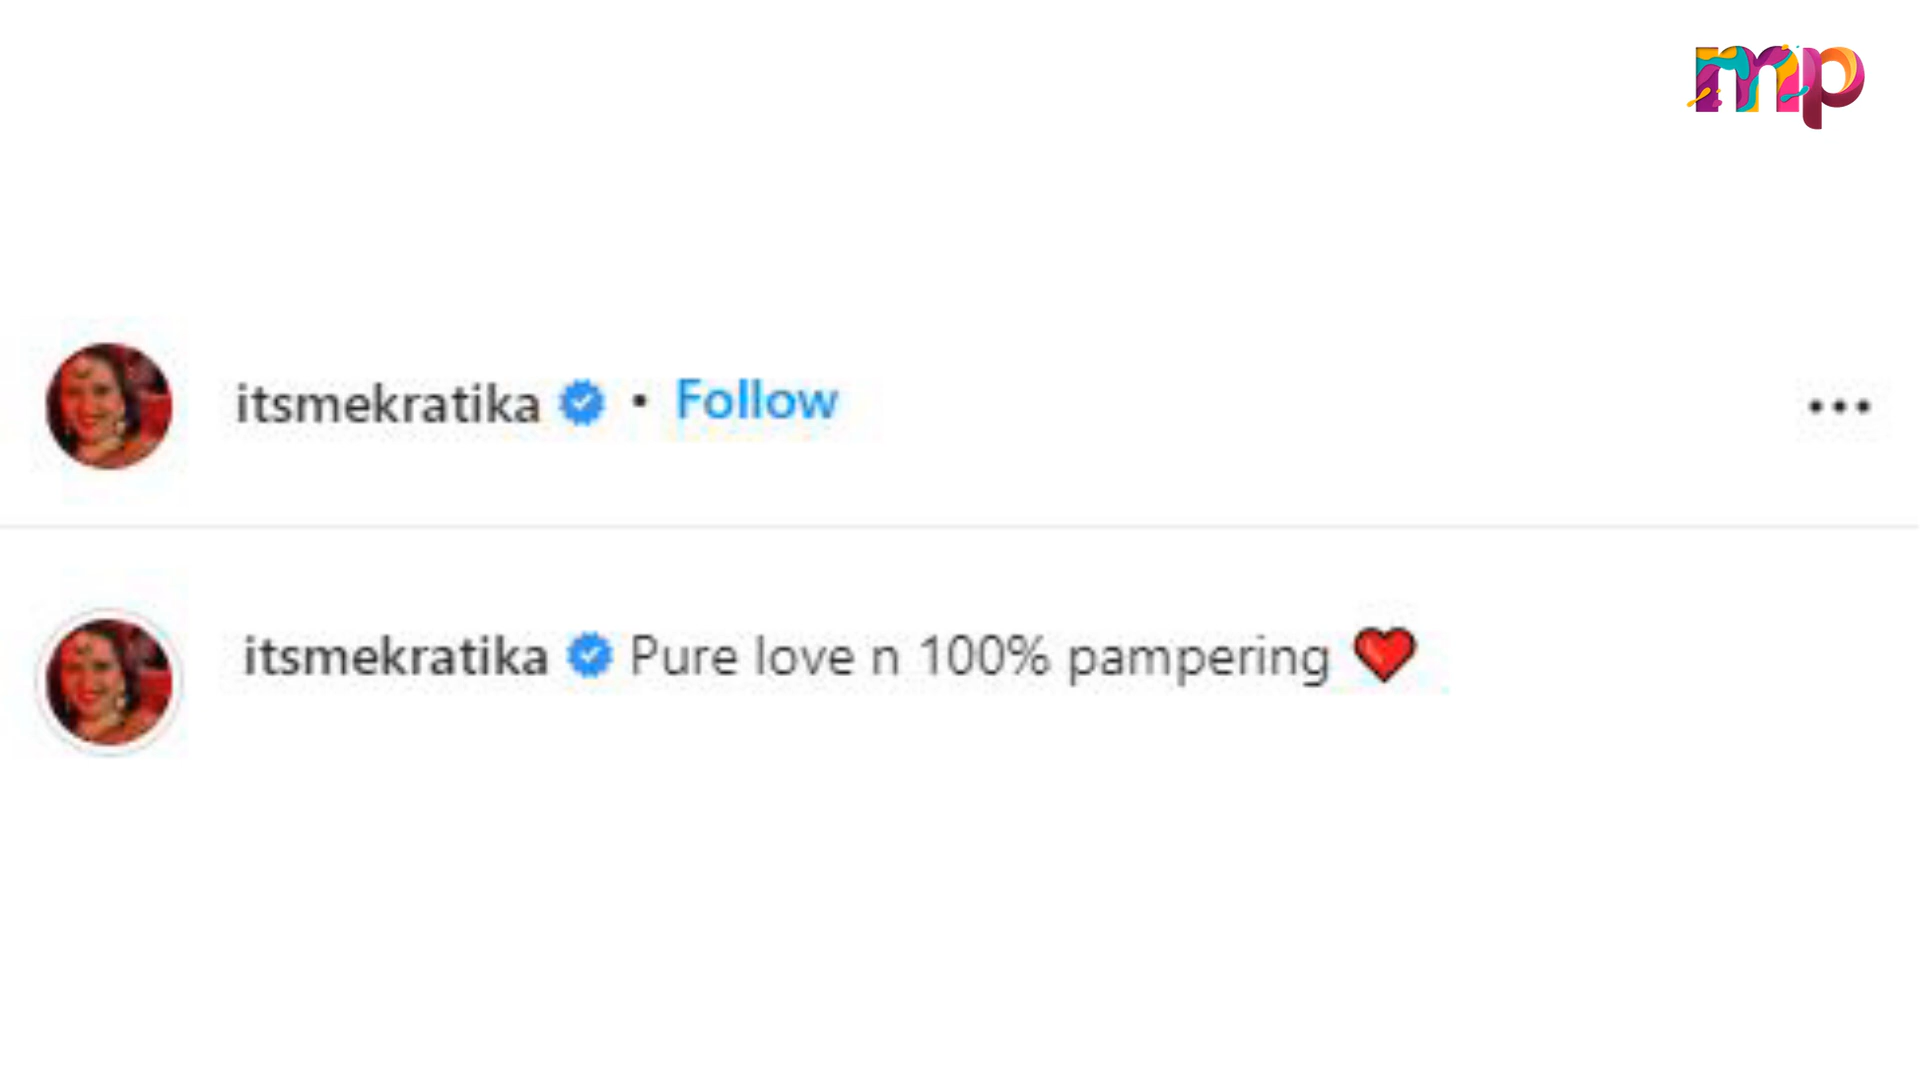 mp
itsmekratika • Follow
itsmekratika Pure love n 100% pampering ❤️